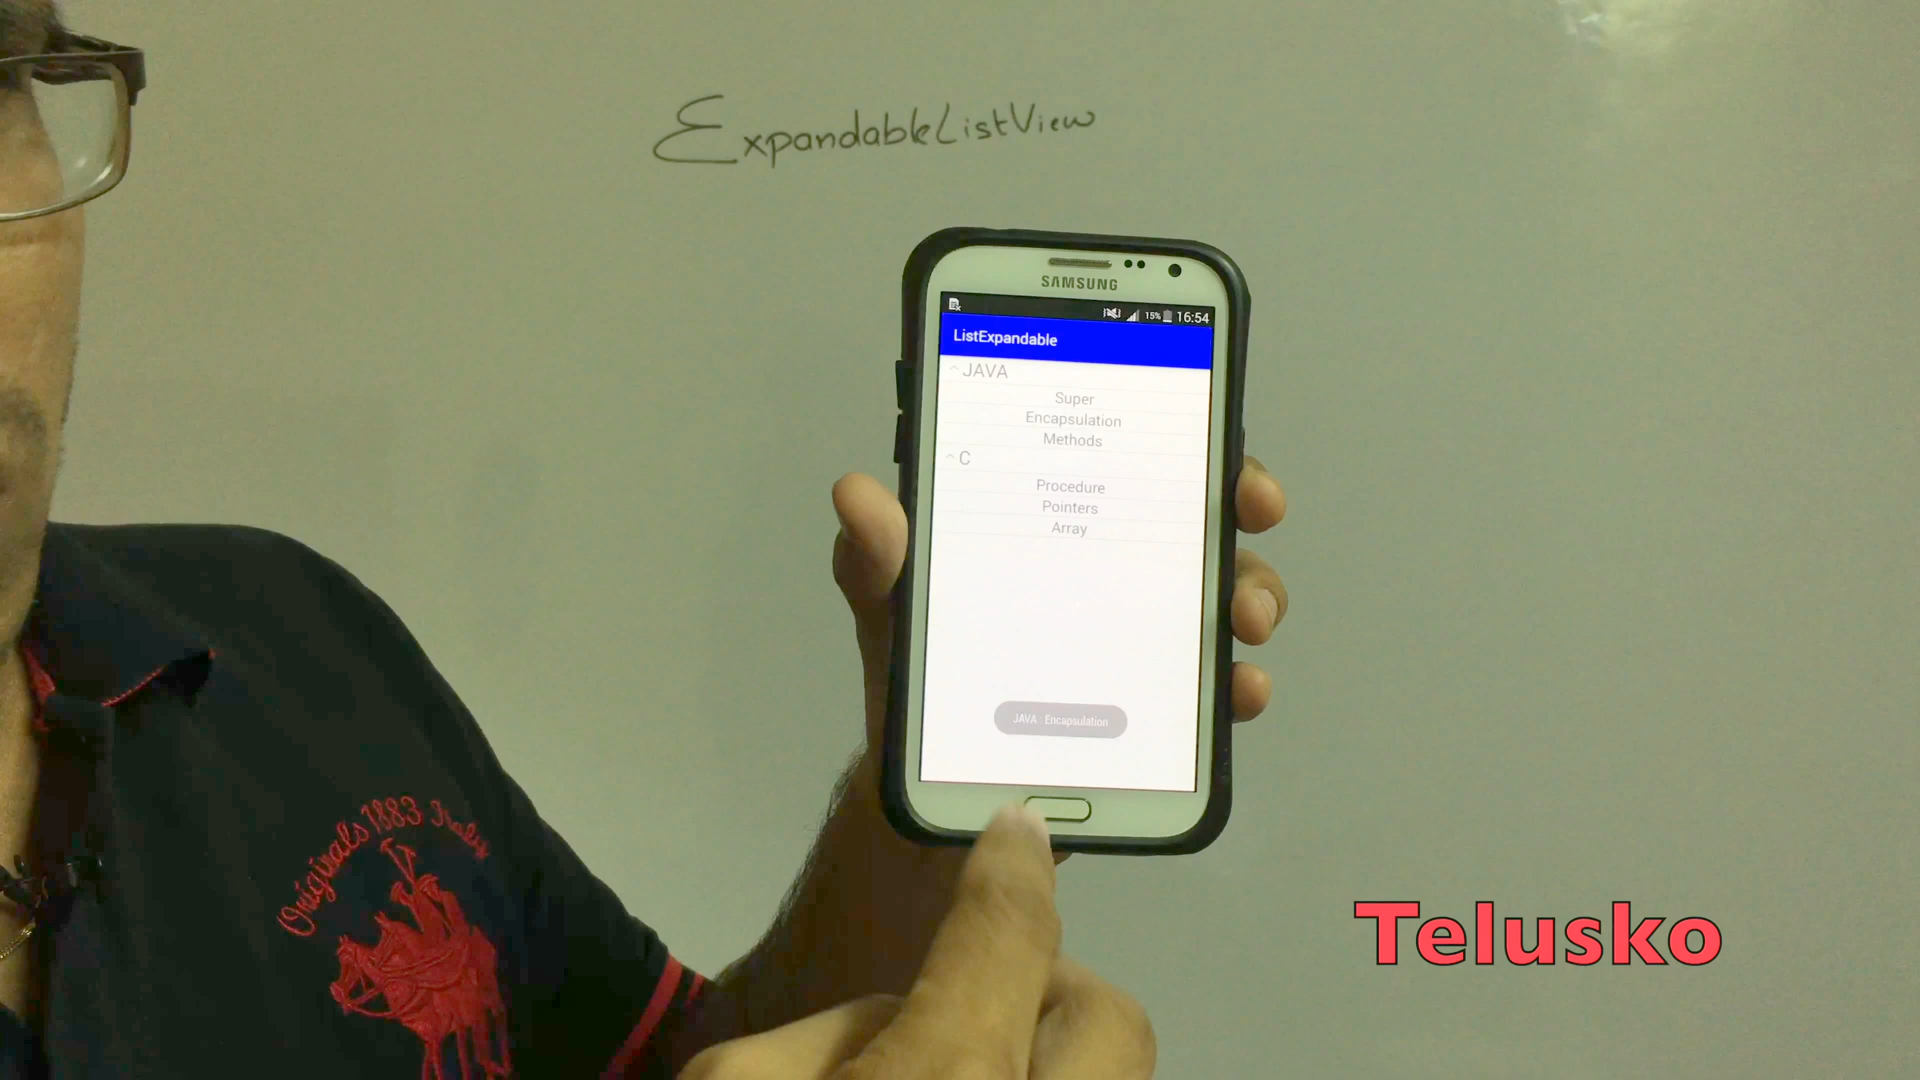 ExpandableListView
SAMSUNG
15% 16:54
ListExpandable
JAVA
Super
Encapsulation
Methods
C
Procedure
Pointers
Array
JAVA : Encapsulation
Originals 1883 Italy
Telusko